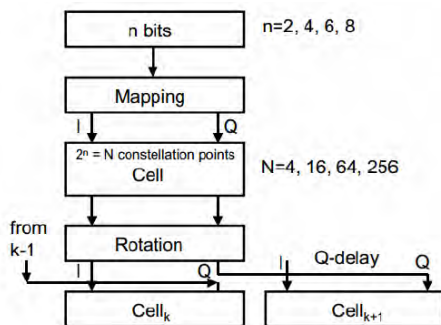 n bits
n=2, 4, 6, 8
Mapping
I
Q
2ⁿ = N constellation points
Cell
N=4, 16, 64, 256
from
k-1
Rotation
I
Q
I
Q-delay
Q
Cellₖ
Cellₖ₊₁